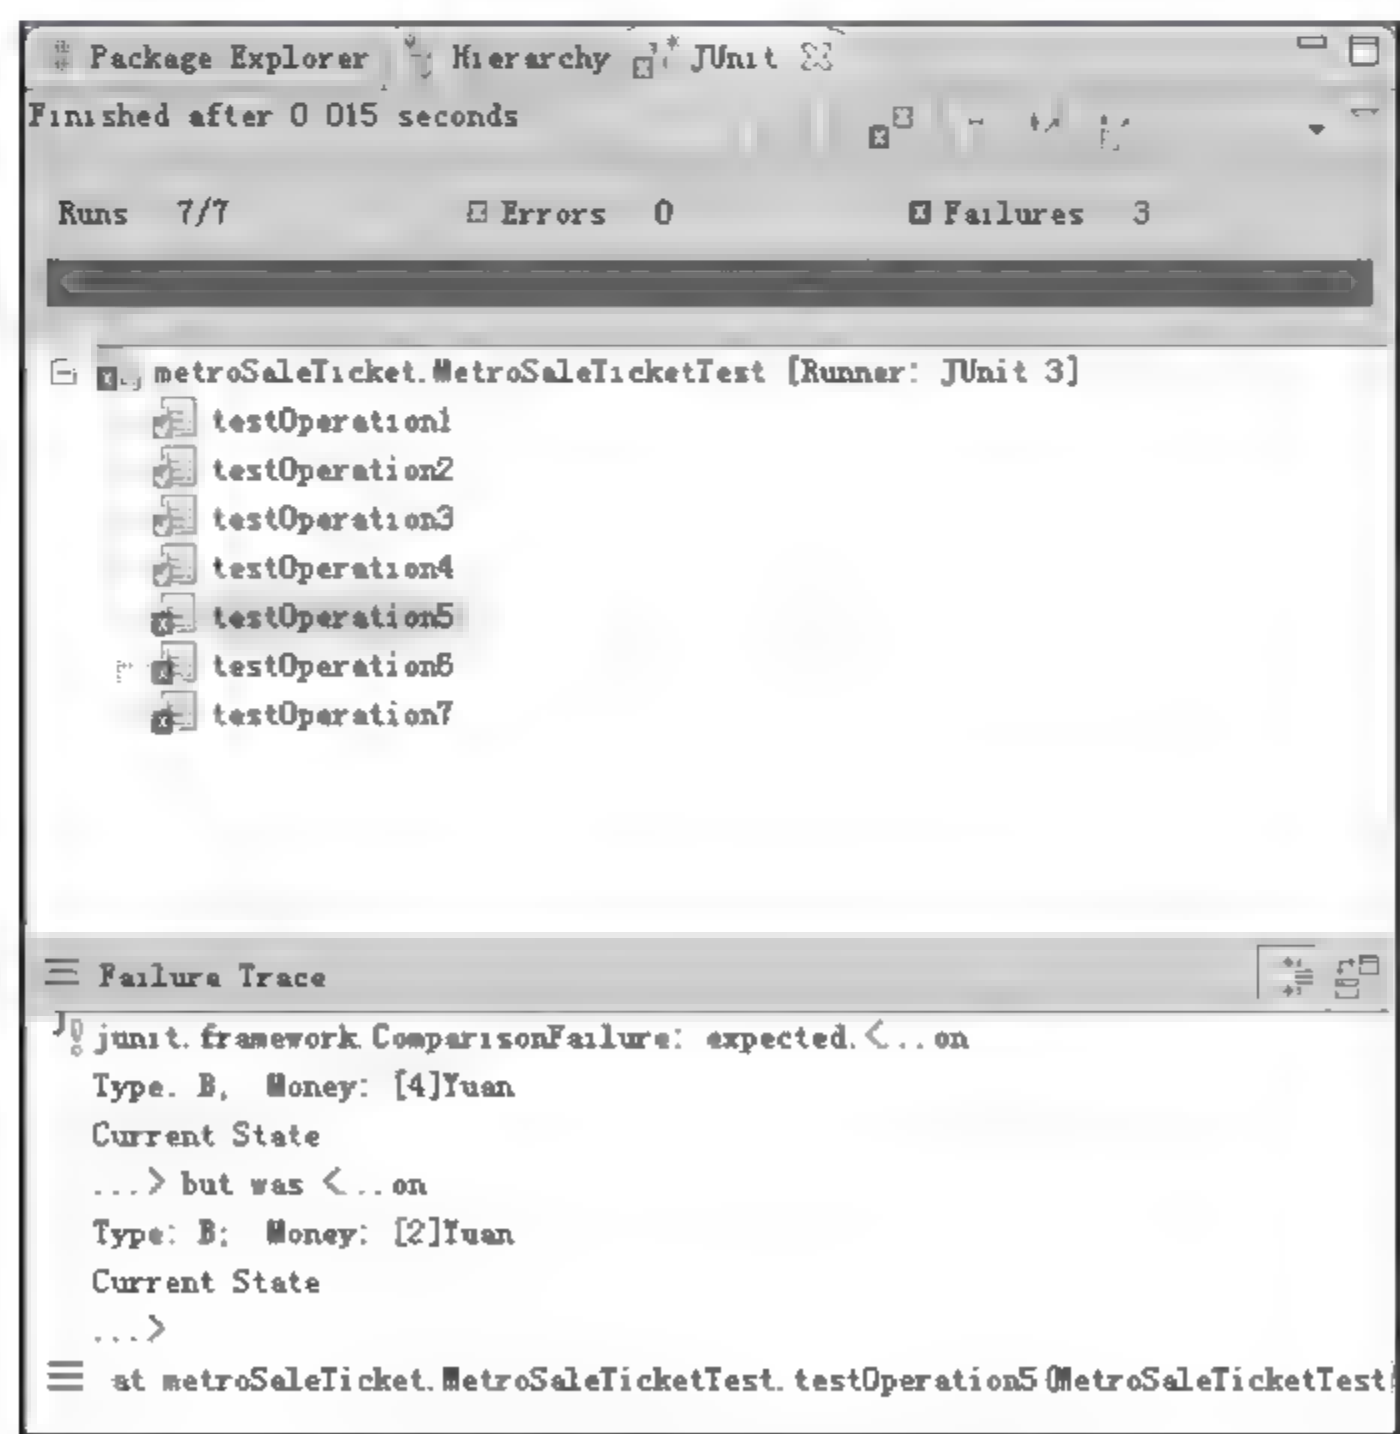 Package Explorer Hierarchy JUnit
Finished after 0 015 seconds
Runs 7/7 Errors 0 Failures 3
metroSaleTicket.MetroSaleTicketTest [Runner: JUnit 3]
testOperation1
testOperation2
testOperation3
testOperation4
testOperation5
testOperation6
testOperation7
Failure Trace
junit.framework.ComparisonFailure: expected.<...on
Type. B, Money: [4]Yuan
Current State
...> but was <...on
Type: B; Money: [2]Yuan
Current State
...>
at metroSaleTicket.MetroSaleTicketTest.testOperation5(MetroSaleTicketTest